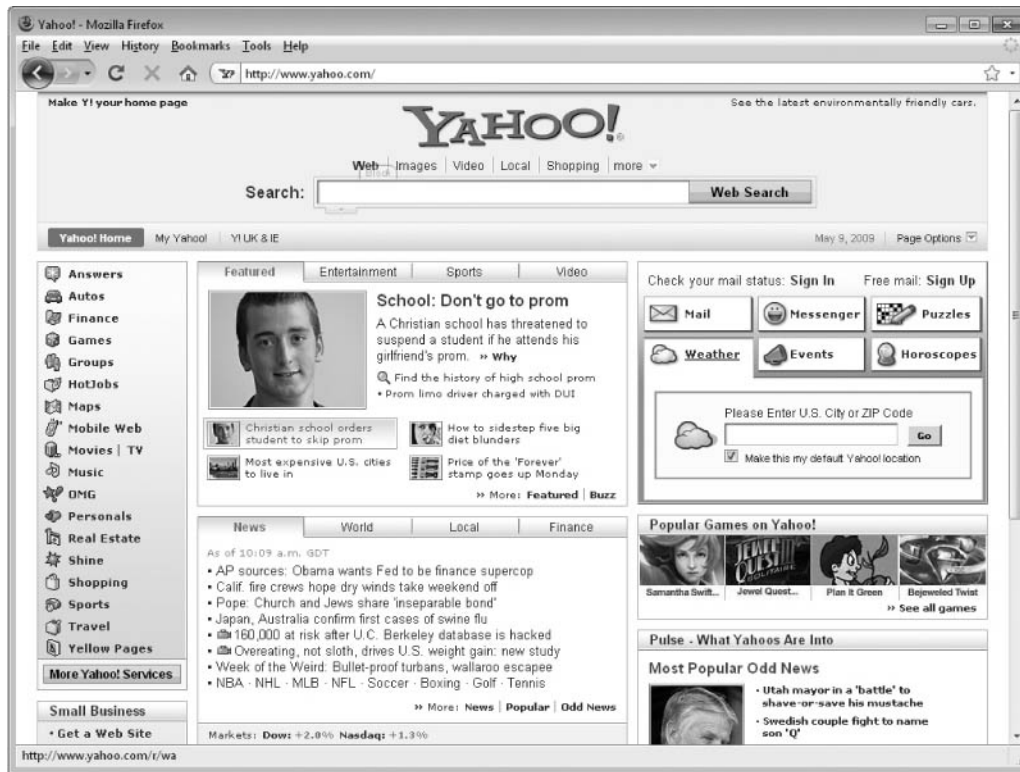 Yahoo! - Mozilla Firefox
File Edit View History Bookmarks Tools Help
http://www.yahoo.com/
Make Y! your home page
See the latest environmentally friendly cars.
YAHOO!
Web Images Video Local Shopping more
Block
Search: Web Search
Yahoo! Home My Yahoo! Y! UK & IE
May 9, 2009 Page Options
Answers
Autos
Finance
Games
Groups
HotJobs
Maps
Mobile Web
Movies | TV
Music
OMG
Personals
Real Estate
Shine
Shopping
Sports
Travel
Yellow Pages
More Yahoo! Services
Small Business
• Get a Web Site
Featured Entertainment Sports Video
School: Don't go to prom
A Christian school has threatened to
suspend a student if he attends his
girlfriend's prom. » Why
Find the history of high school prom
• Prom limo driver charged with DUI
Christian school orders
student to skip prom
How to sidestep five big
diet blunders
Most expensive U.S. cities
to live in
Price of the 'Forever'
stamp goes up Monday
» More: Featured | Buzz
News World Local Finance
As of 10:09 a.m. GDT
• AP sources: Obama wants Fed to be finance supercop
• Calif. fire crews hope dry winds take weekend off
• Pope: Church and Jews share 'inseparable bond'
• Japan, Australia confirm first cases of swine flu
• 160,000 at risk after U.C. Berkeley database is hacked
• Overeating, not sloth, drives U.S. weight gain: new study
• Week of the Weird: Bullet-proof turbans, wallaroo escapee
• NBA · NHL · MLB · NFL · Soccer · Boxing · Golf · Tennis
» More: News | Popular | Odd News
Markets: Dow: +2.0% Nasdaq: +1.3%
Check your mail status: Sign In Free mail: Sign Up
Mail Messenger Puzzles
Weather Events Horoscopes
Please Enter U.S. City or ZIP Code
Go
Make this my default Yahoo! location
Popular Games on Yahoo!
JEWEL QUEST III
SOLITAIRE
Samantha Swift... Jewel Quest... Plan It Green Bejeweled Twist
» See all games
Pulse - What Yahoos Are Into
Most Popular Odd News
• Utah mayor in a 'battle' to
shave-or-save his mustache
• Swedish couple fight to name
son 'Q'
http://www.yahoo.com/r/wa